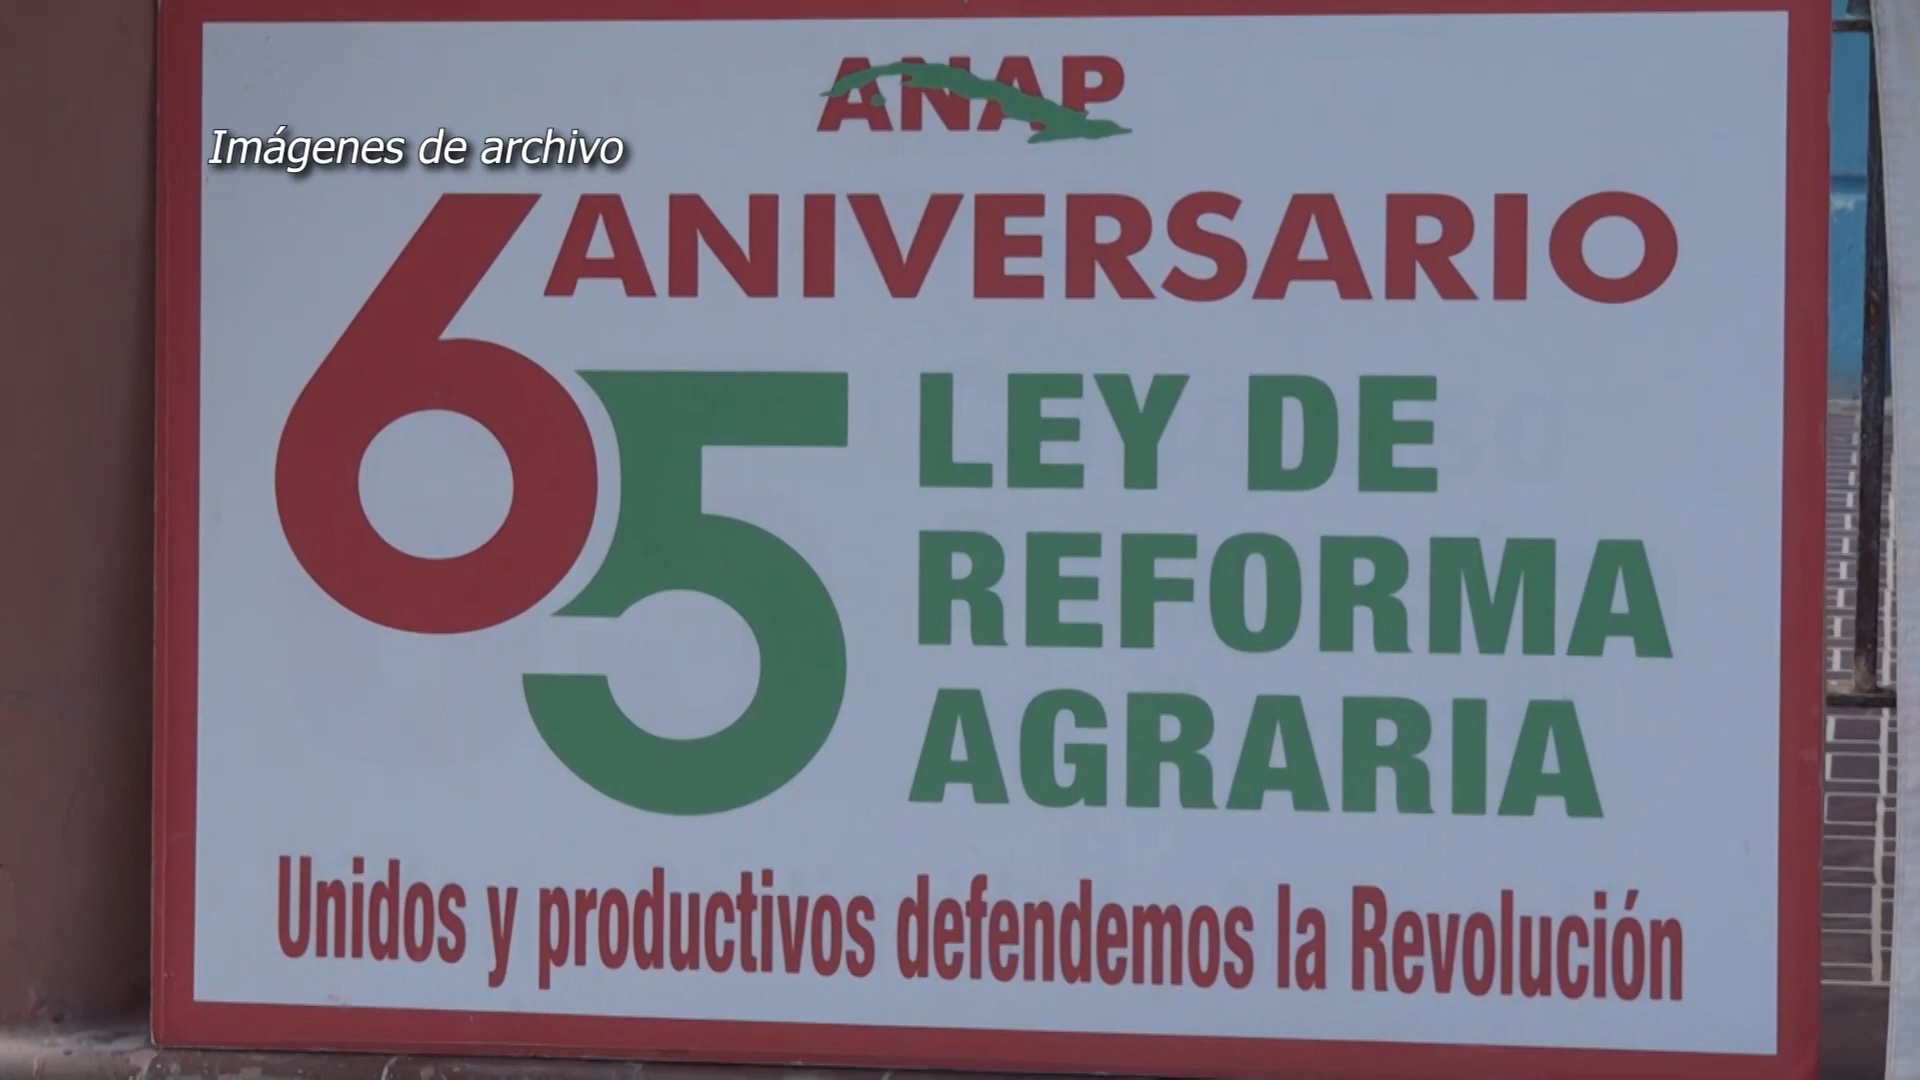 ANAP
Imágenes de archivo
65 ANIVERSARIO
LEY DE
REFORMA
AGRARIA
Unidos y productivos defendemos la Revolución